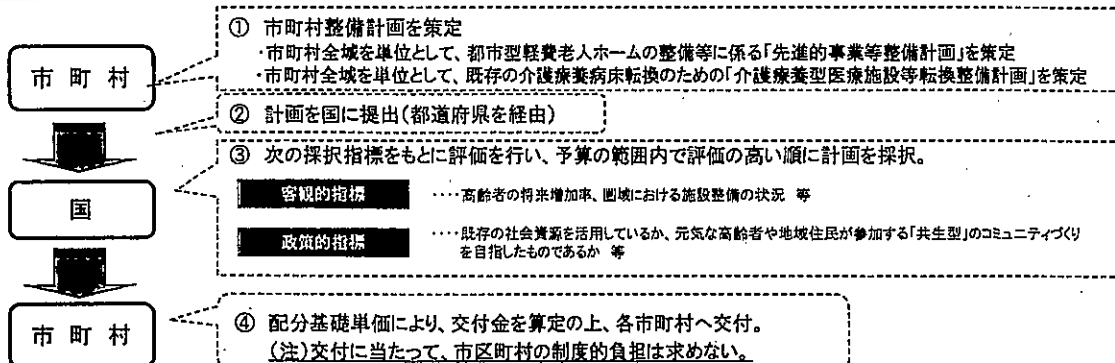 ① 市町村整備計画を策定
・市町村全域を単位として、都市型軽費老人ホームの整備等に係る「先進的事業等整備計画」を策定
・市町村全域を単位として、既存の介護療養病床転換のための「介護療養型医療施設等転換整備計画」を策定
市 町 村
② 計画を国に提出(都道府県を経由)
③ 次の採択指標をもとに評価を行い、予算の範囲内で評価の高い順に計画を採択。
客観的指標 ････高齢者の将来増加率、圏域における施設整備の状況 等
国
政策的指標 ････既存の社会資源を活用しているか、元気な高齢者や地域住民が参加する「共生型」のコミュニティづくり
を目指したものであるか 等
市 町 村
④ 配分基礎単価により、交付金を算定の上、各市町村へ交付。
(注)交付に当たって、市区町村の制度的負担は求めない。